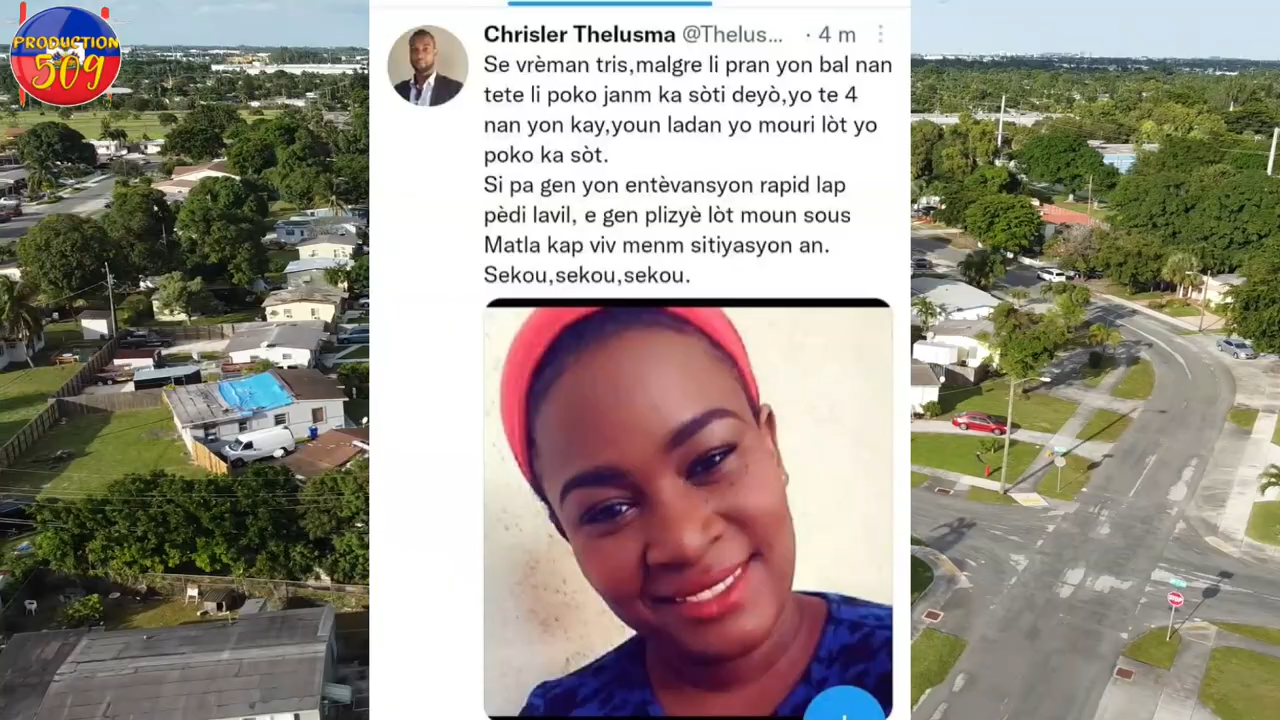 PRODUCTION
509
Chrisler Thelusma @Thelus... · 4 m
Se vrèman tris,malgre li pran yon bal nan
tete li poko janm ka sòti deyò,yo te 4
nan yon kay,youn ladan yo mouri lòt yo
poko ka sòt.
Si pa gen yon entèvansyon rapid lap
pèdi lavil, e gen plizyè lòt moun sous
Matla kap viv menm sitiyasyon an.
Sekou,sekou,sekou.
STOP